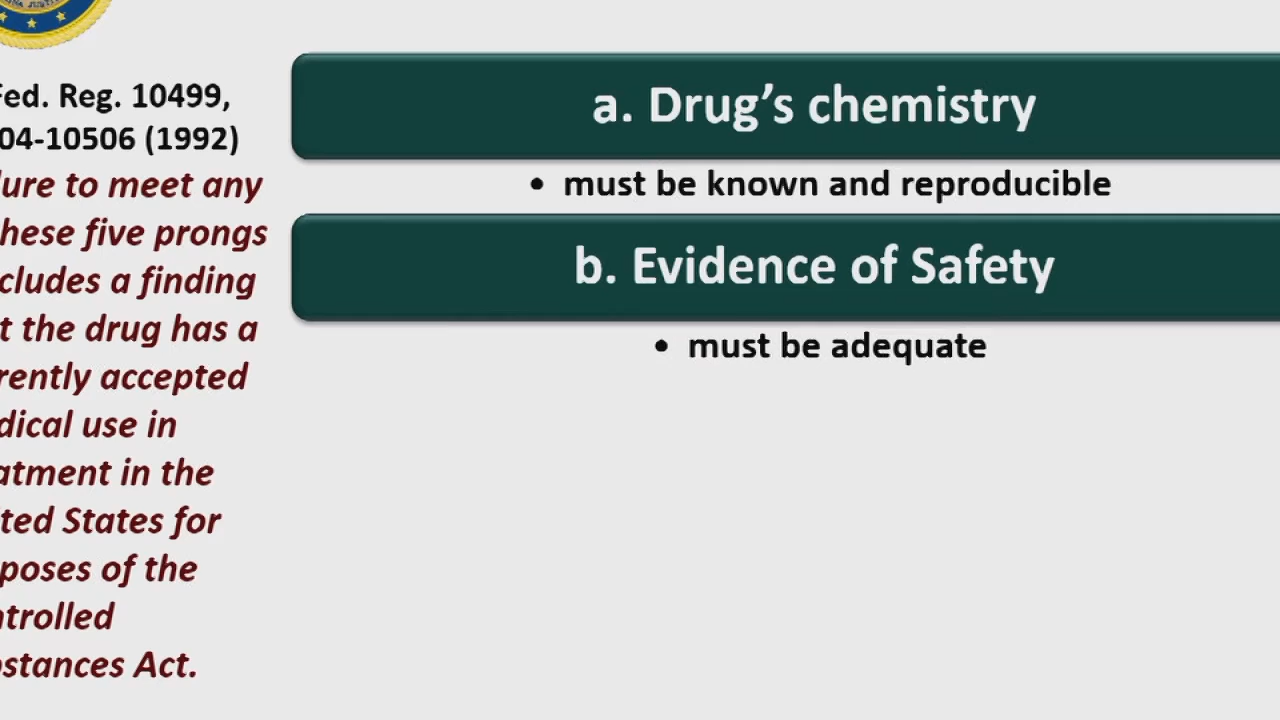 Fed. Reg. 10499,
04-10506 (1992)
lure to meet any
hese five prongs
cludes a finding
t the drug has a
rently accepted
dical use in
atment in the
ted States for
poses of the
ntrolled
bstances Act.
a. Drug's chemistry
• must be known and reproducible
b. Evidence of Safety
• must be adequate